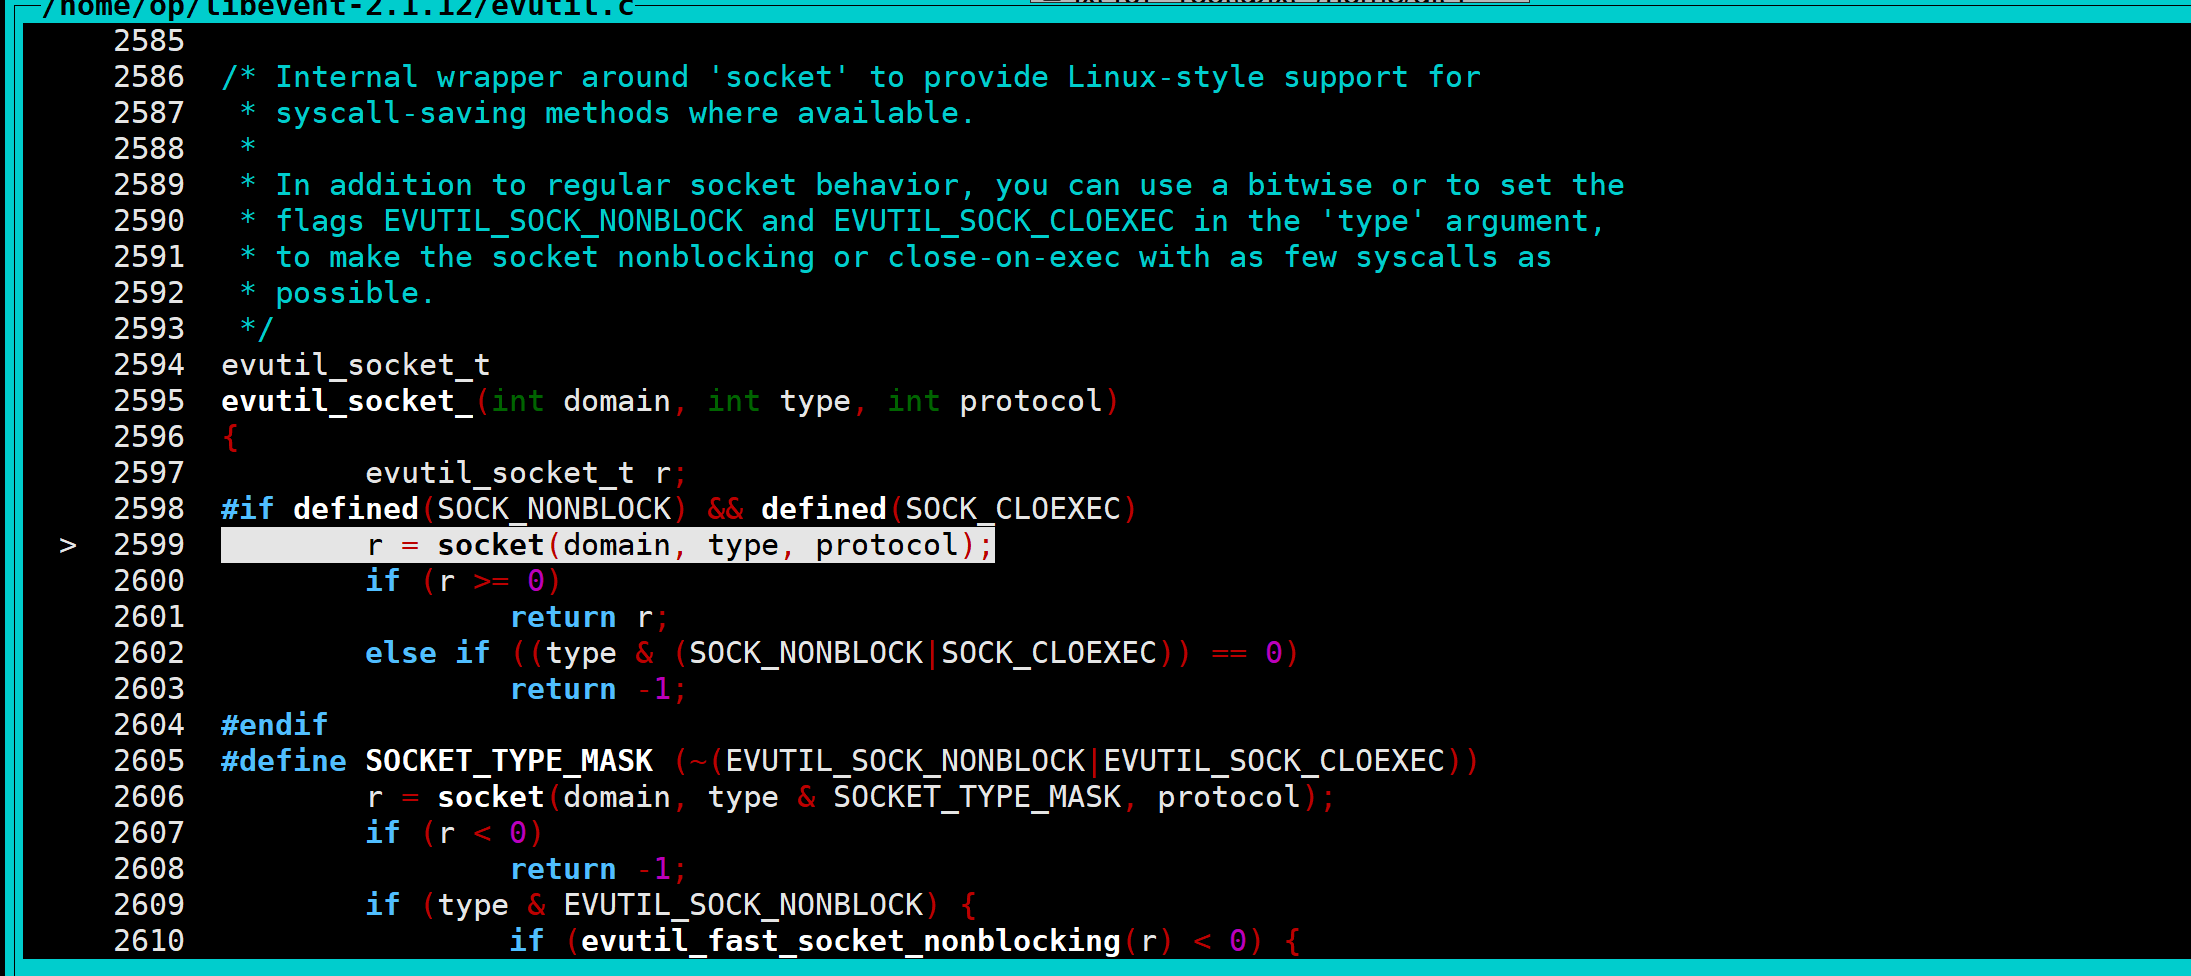 /home/op/libevent-2.1.12/evutil.c
2585
2586  /* Internal wrapper around 'socket' to provide Linux-style support for
2587   * syscall-saving methods where available.
2588   *
2589   * In addition to regular socket behavior, you can use a bitwise or to set the
2590   * flags EVUTIL_SOCK_NONBLOCK and EVUTIL_SOCK_CLOEXEC in the 'type' argument,
2591   * to make the socket nonblocking or close-on-exec with as few syscalls as
2592   * possible.
2593   */
2594  evutil_socket_t
2595  evutil_socket_(int domain, int type, int protocol)
2596  {
2597          evutil_socket_t r;
2598  #if defined(SOCK_NONBLOCK) && defined(SOCK_CLOEXEC)
> 2599          r = socket(domain, type, protocol);
2600          if (r >= 0)
2601                  return r;
2602          else if ((type & (SOCK_NONBLOCK|SOCK_CLOEXEC)) == 0)
2603                  return -1;
2604  #endif
2605  #define SOCKET_TYPE_MASK (~(EVUTIL_SOCK_NONBLOCK|EVUTIL_SOCK_CLOEXEC))
2606          r = socket(domain, type & SOCKET_TYPE_MASK, protocol);
2607          if (r < 0)
2608                  return -1;
2609          if (type & EVUTIL_SOCK_NONBLOCK) {
2610                  if (evutil_fast_socket_nonblocking(r) < 0) {